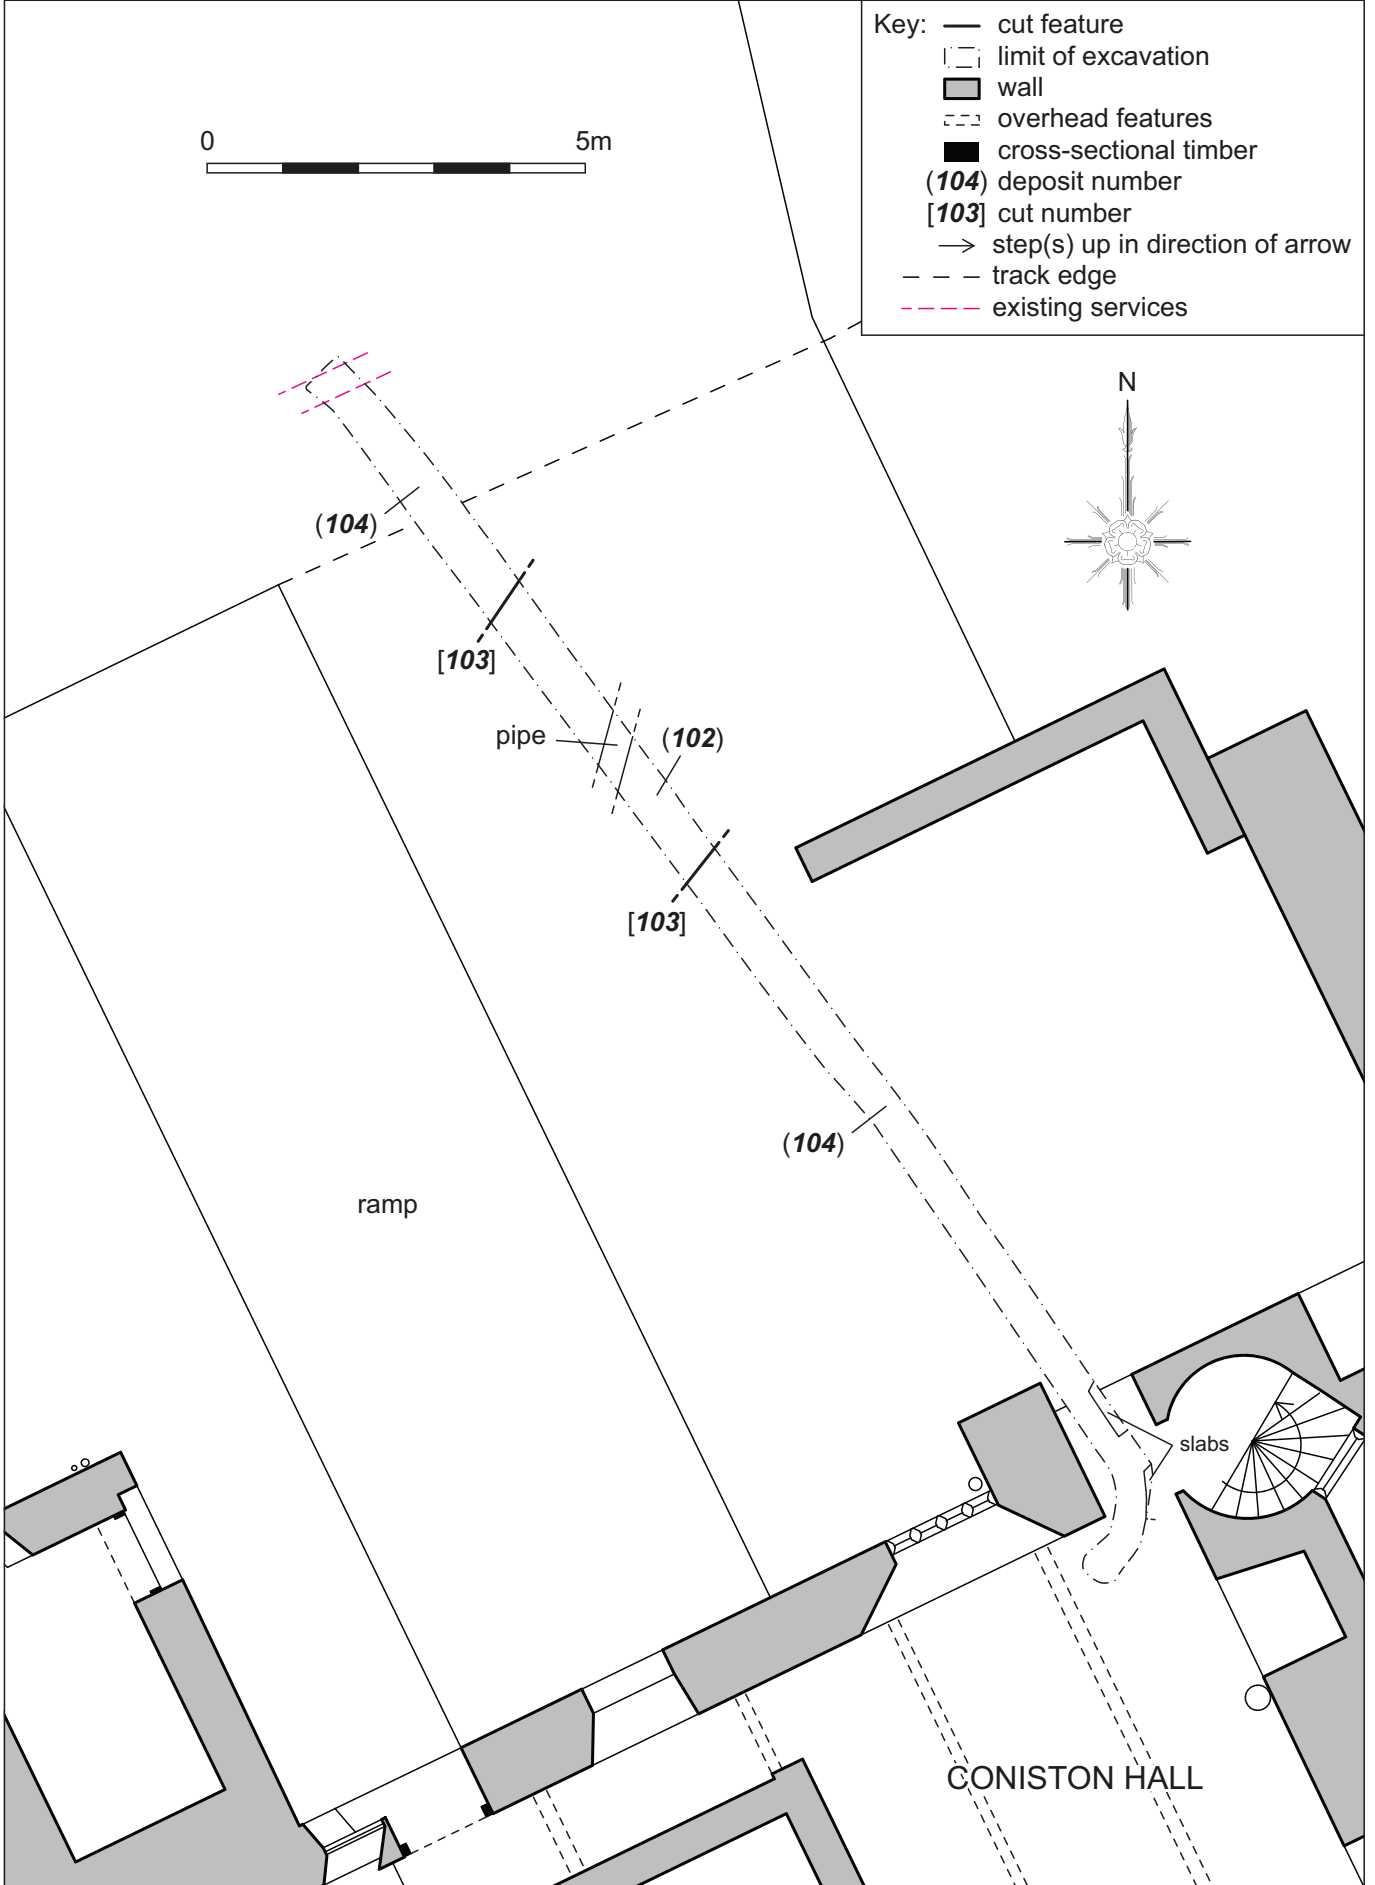 Key: cut feature
limit of excavation
wall
overhead features
cross-sectional timber
(104) deposit number
[103] cut number
step(s) up in direction of arrow
track edge
existing services
0 5m
N
(104)
[103]
pipe
(102)
[103]
(104)
ramp
slabs
CONISTON HALL